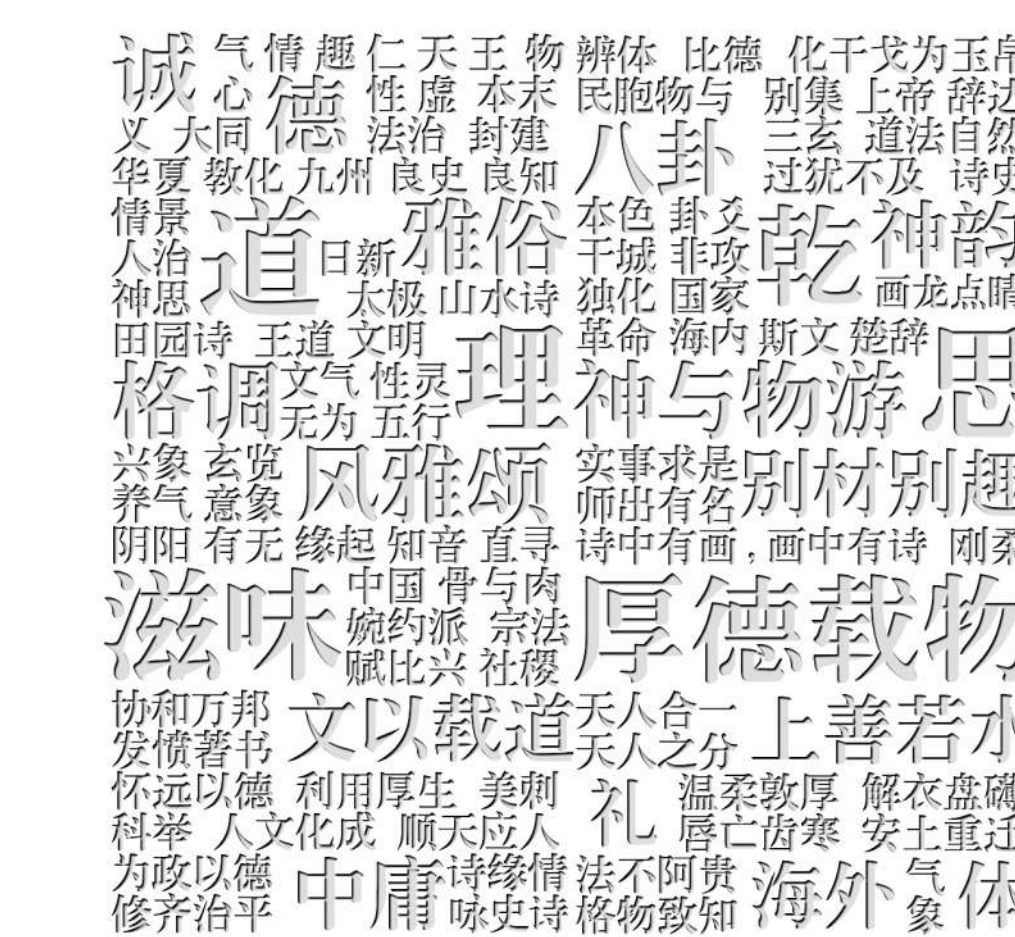 诚 气 情 趣 仁 天 王 物 辨体 比德 化干戈为玉帛
心 德 性 虚 本末 民胞物与 别集 上帝 辞达
义 大同 法治 封建 八卦 三玄 道法自然
华夏 教化 九州 良史 良知 过犹不及 诗史
情景 道 雅俗 本色 卦爻 乾 神韵
人治 日新 干城 非攻
神思 太极 山水诗 独化 国家 画龙点睛
田园诗 王道 文明 理 革命 海内 斯文 楚辞 思
格调 文气 性灵 神与物游
无为 五行
兴象 玄览 风雅颂 实事求是 别材别趣
养气 意象 师出有名
阴阳 有无 缘起 知音 直寻 诗中有画，画中有诗 刚柔
滋味 中国 骨与肉 厚德载物
婉约派 宗法
赋比兴 社稷
协和万邦 文以载道 天人合一 上善若水
发愤著书 天人之分
怀远以德 利用厚生 美刺 礼 温柔敦厚 解衣盘礴
科举 人文化成 顺天应人 唇亡齿寒 安土重迁
为政以德 中庸 诗缘情 法不阿贵 海外 气 体
修齐治平 咏史诗 格物致知 象